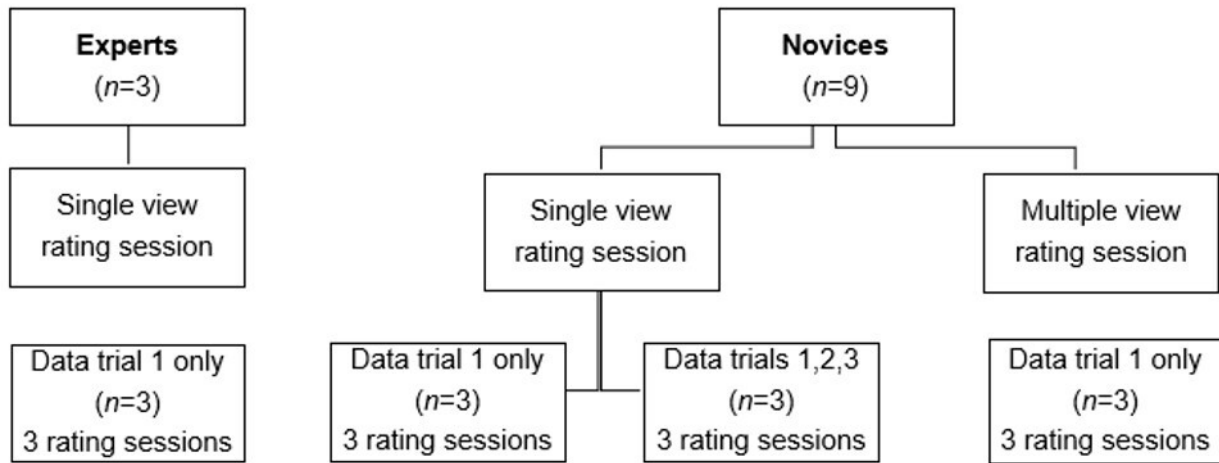 Experts
(n=3)
Novices
(n=9)
Single view
rating session
Single view
rating session
Multiple view
rating session
Data trial 1 only
(n=3)
3 rating sessions
Data trial 1 only
(n=3)
3 rating sessions
Data trials 1,2,3
(n=3)
3 rating sessions
Data trial 1 only
(n=3)
3 rating sessions